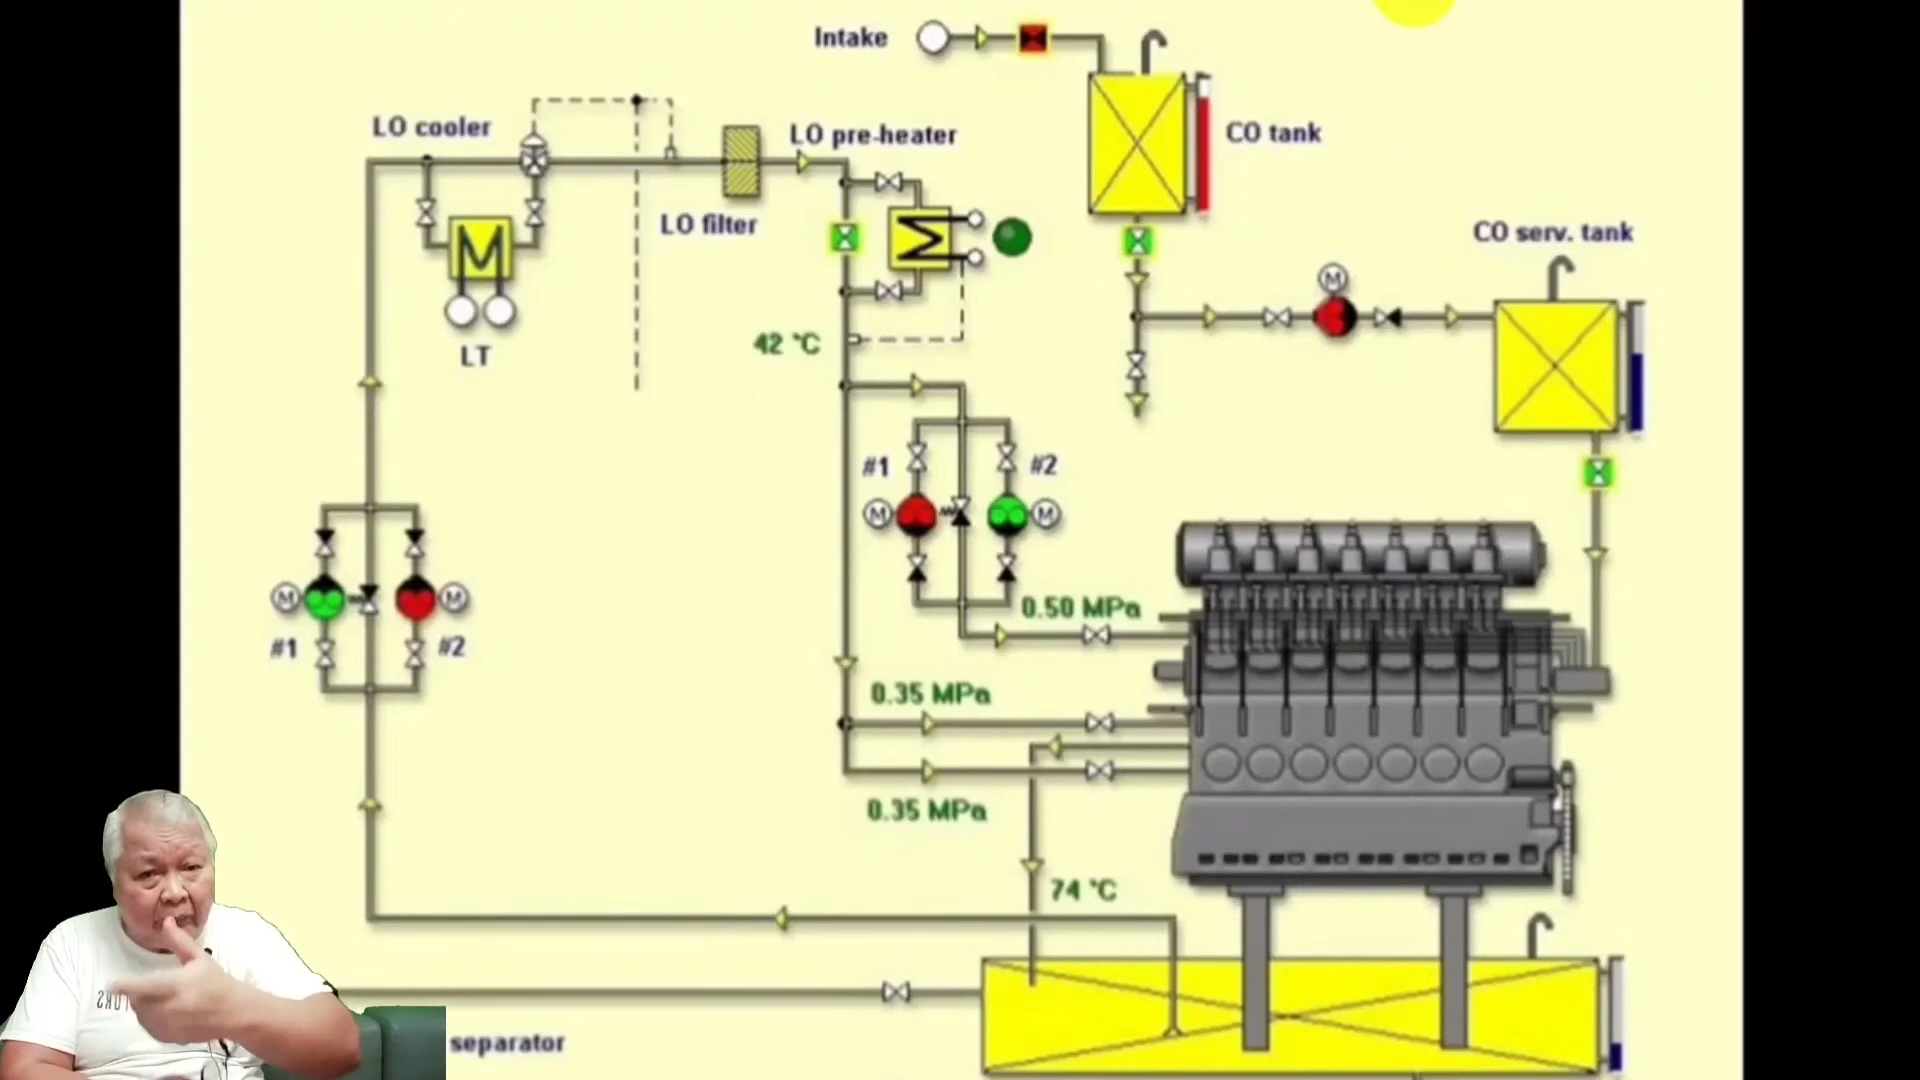 Intake
LO cooler
LO pre-heater
CO tank
LO filter
CO serv. tank
M
LT
42 °C
#1
#2
M
M
0.50 MPa
M
M
#1
#2
0.35 MPa
0.35 MPa
74 °C
separator